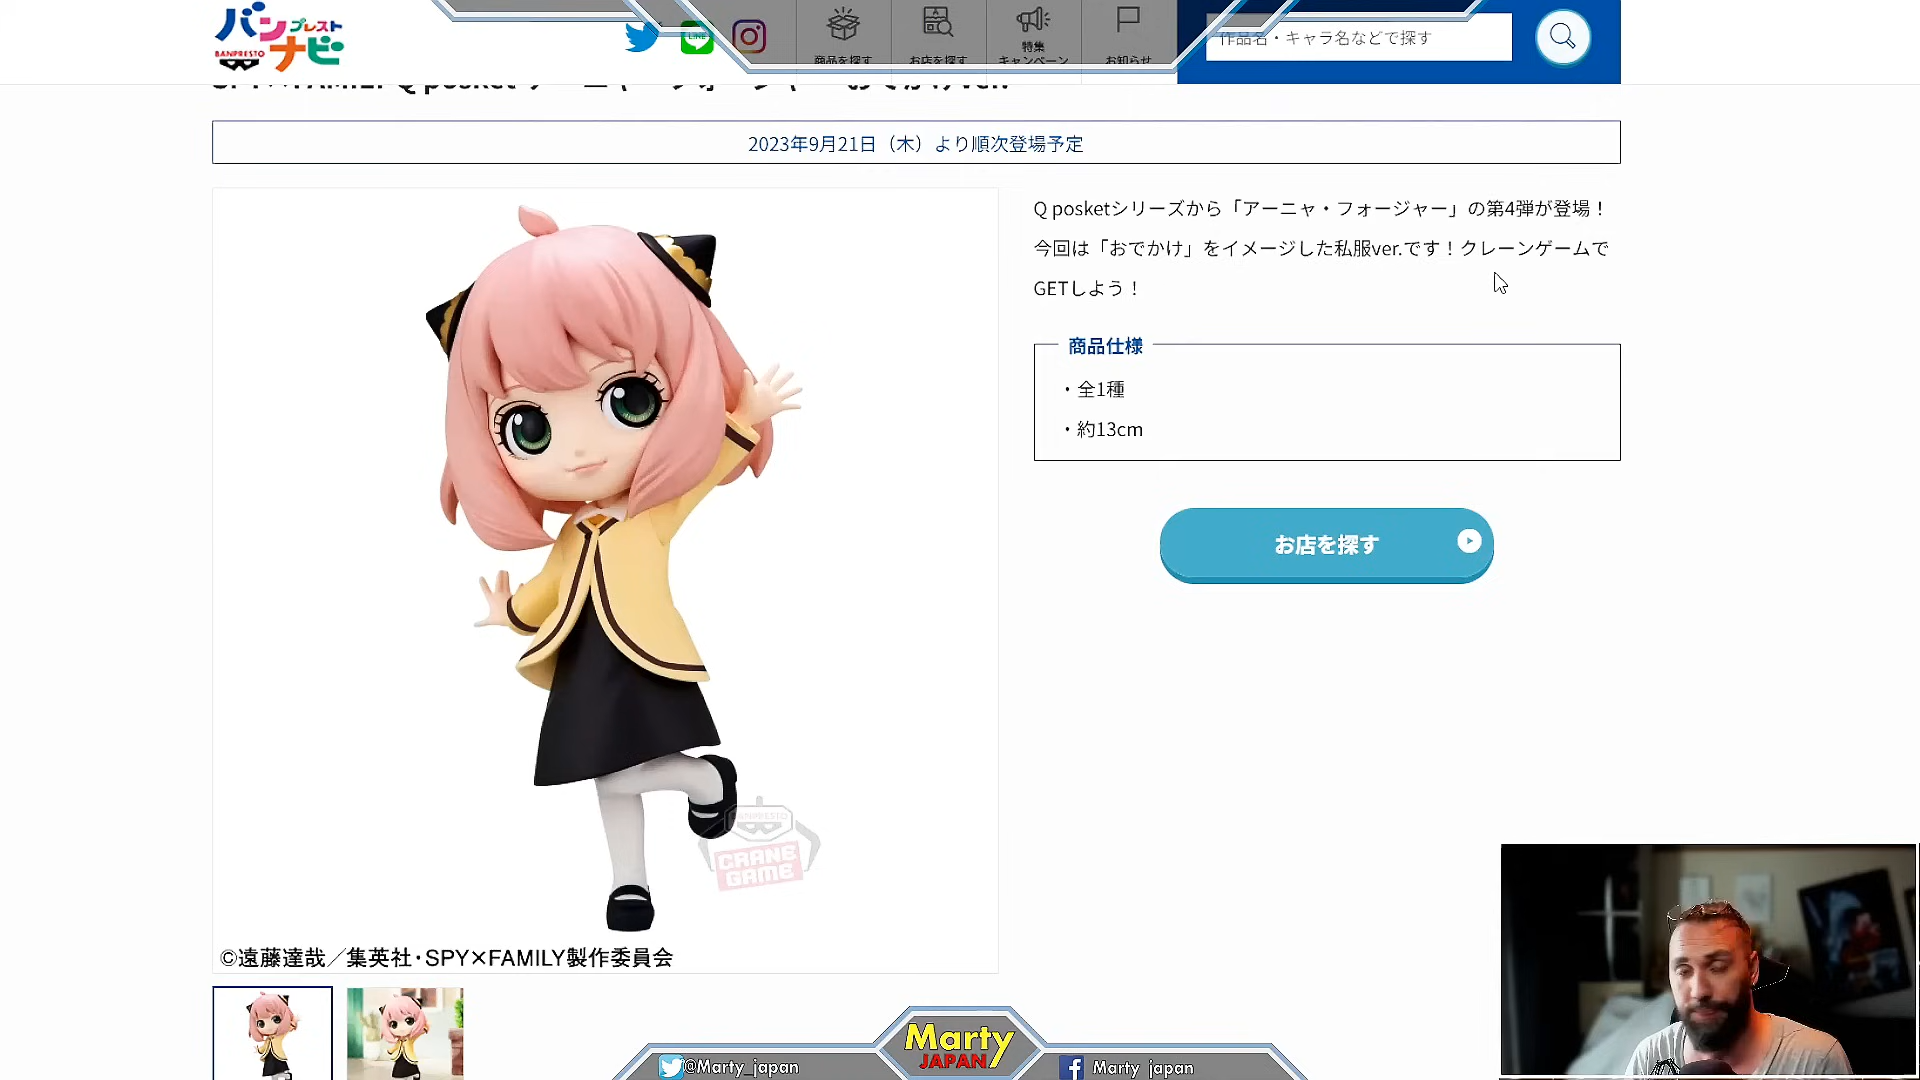 バンプレストナビ
BANPRESTO
LINE
商品を探す
お店を探す
特集
キャンペーン
お知らせ
作品名・キャラ名などで探す
2023年9月21日（木）より順次登場予定
Q posketシリーズから「アーニャ・フォージャー」の第4弾が登場！
今回は「おでかけ」をイメージした私服ver.です！クレーンゲームで
GETしよう！
商品仕様
・全1種
・約13cm
お店を探す
BANPRESTO
CRANE
GAME
©遠藤達哉／集英社・SPY×FAMILY製作委員会
Marty
JAPAN
@Marty_japan
Marty japan